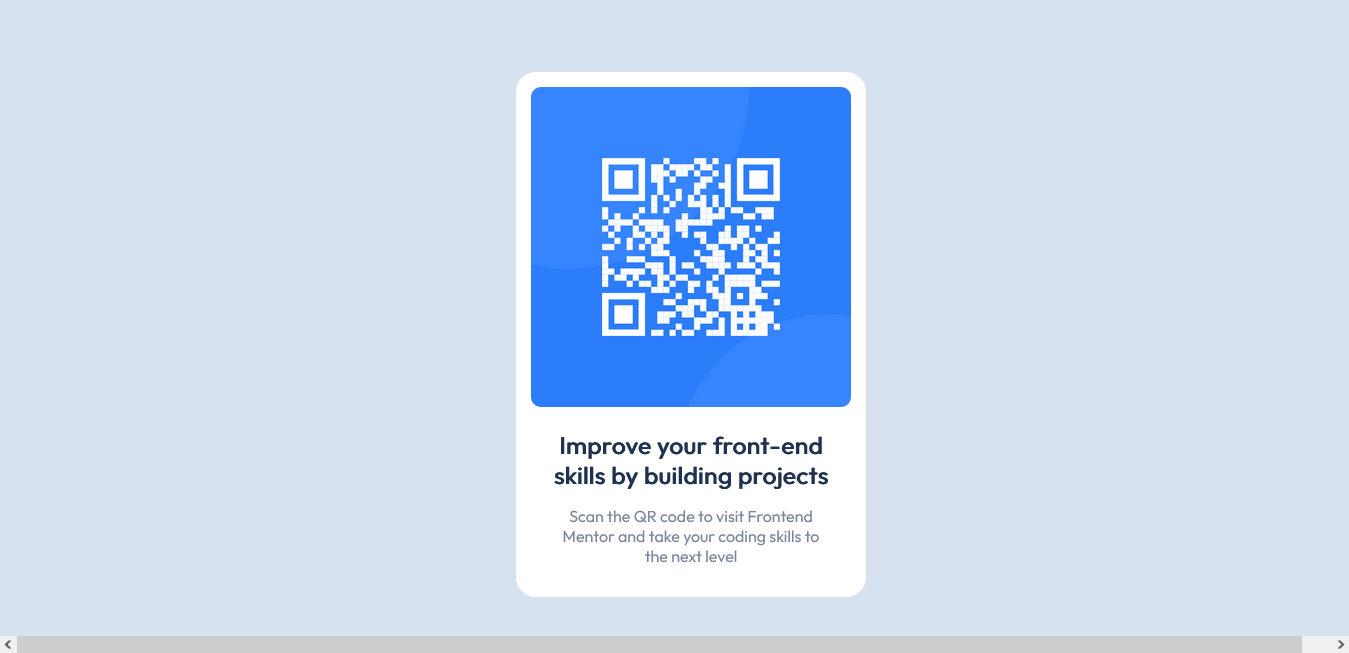 Improve your front-end
skills by building projects
Scan the QR code to visit Frontend
Mentor and take your coding skills to
the next level